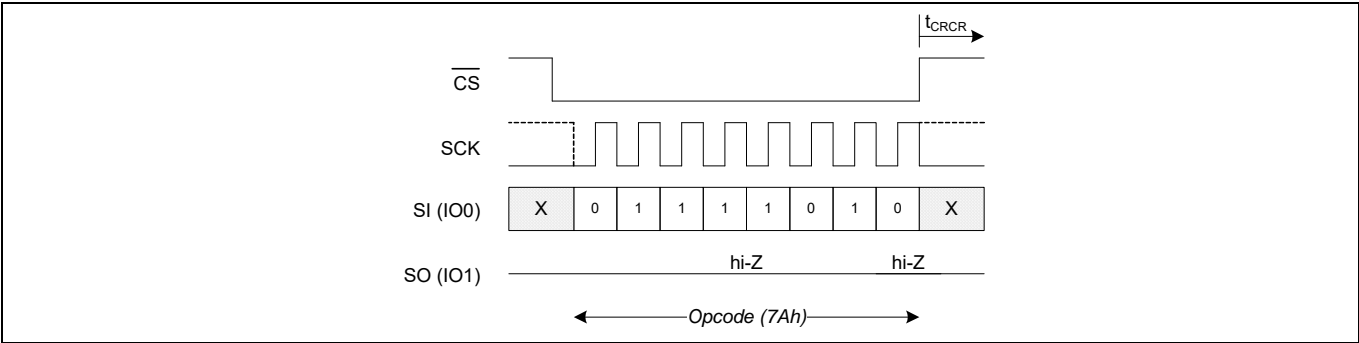 tCRCR
CS
SCK
SI (IO0) X 0 1 1 1 1 0 1 0 X
SO (IO1) hi-Z hi-Z
Opcode (7Ah)